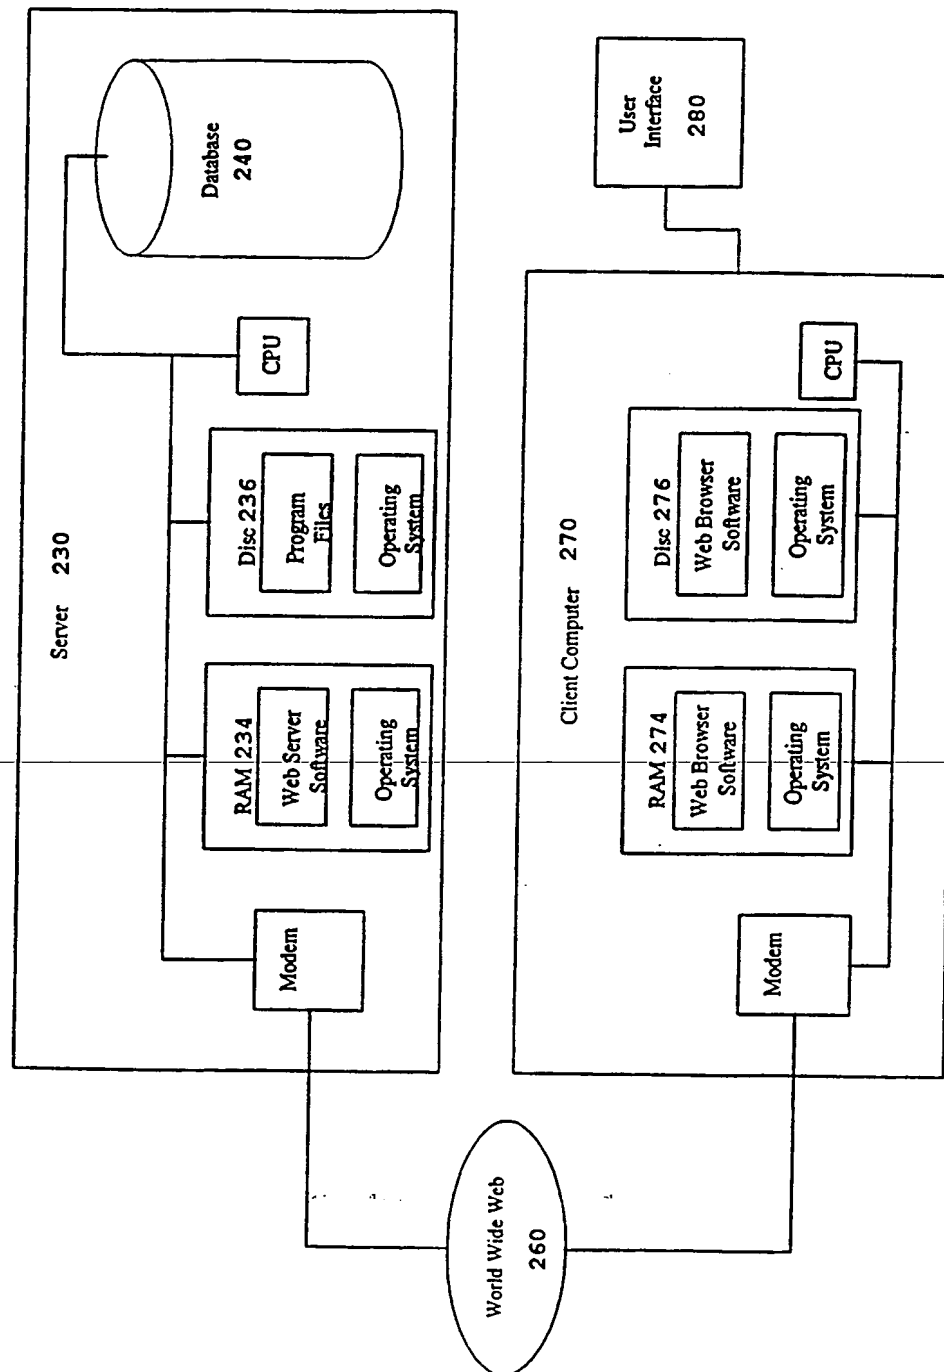 Server 230
Modem
RAM 234
Web Server
Software
Operating
System
Disc 236
Program
Files
Operating
System
CPU
Database
240
World Wide Web
260
Client Computer 270
Modem
RAM 274
Web Browser
Software
Operating
System
Disc 276
Web Browser
Software
Operating
System
CPU
User
Interface
280